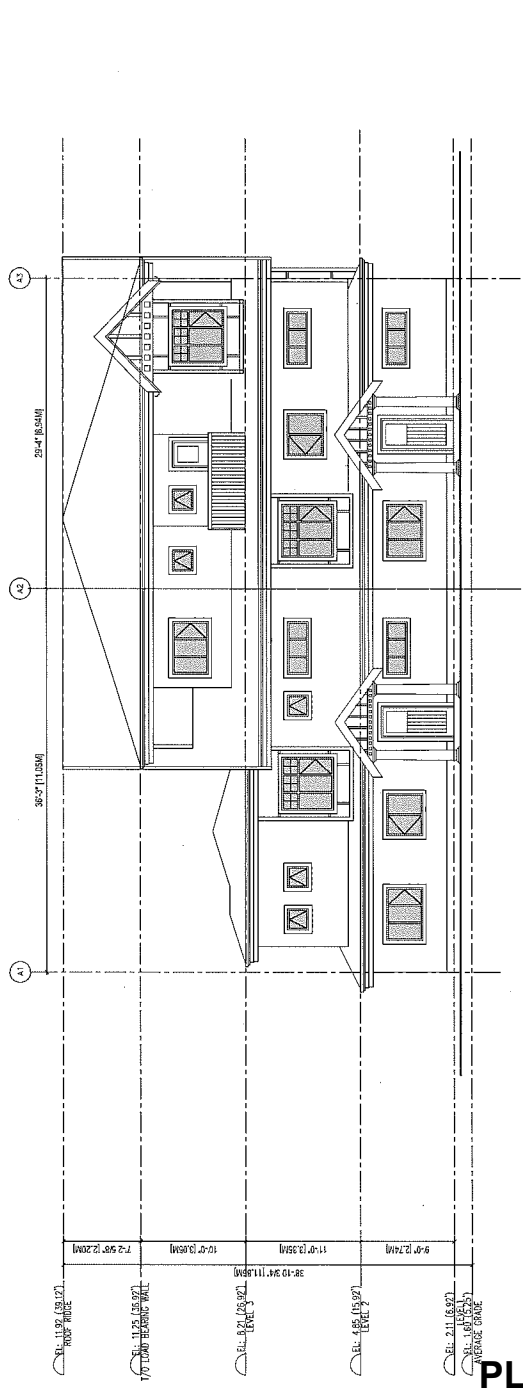 A3
A2
A1
29'-4" [8.94M]
36'-3" [11.05M]
7'-2 5/8" [2.20M]
10'-0" [3.05M]
11'-0" [3.35M]
9'-0" [2.74M]
38'-10 3/4" [11.86M]
EL: 11.92 (39.12')
ROOF RIDGE
EL: 11.25 (36.92')
T/O LOAD BEARING WALL
EL: 8.21 (26.92')
LEVEL 3
EL: 4.85 (15.92')
LEVEL 2
EL: 2.11 (6.92')
LEVEL 1
EL: 1.60 (5.25')
AVERAGE GRADE
PL